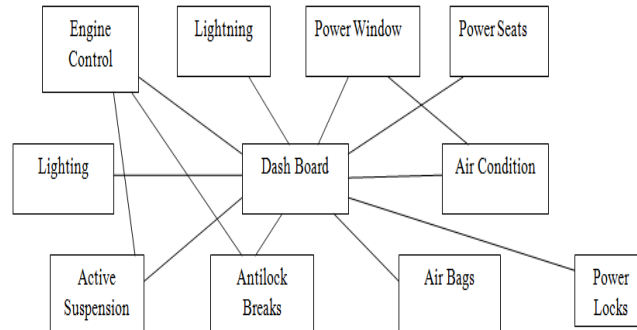 Engine
Control
Lightning
Power Window
Power Seats
Lighting
Dash Board
Air Condition
Active
Suspension
Antilock
Breaks
Air Bags
Power
Locks